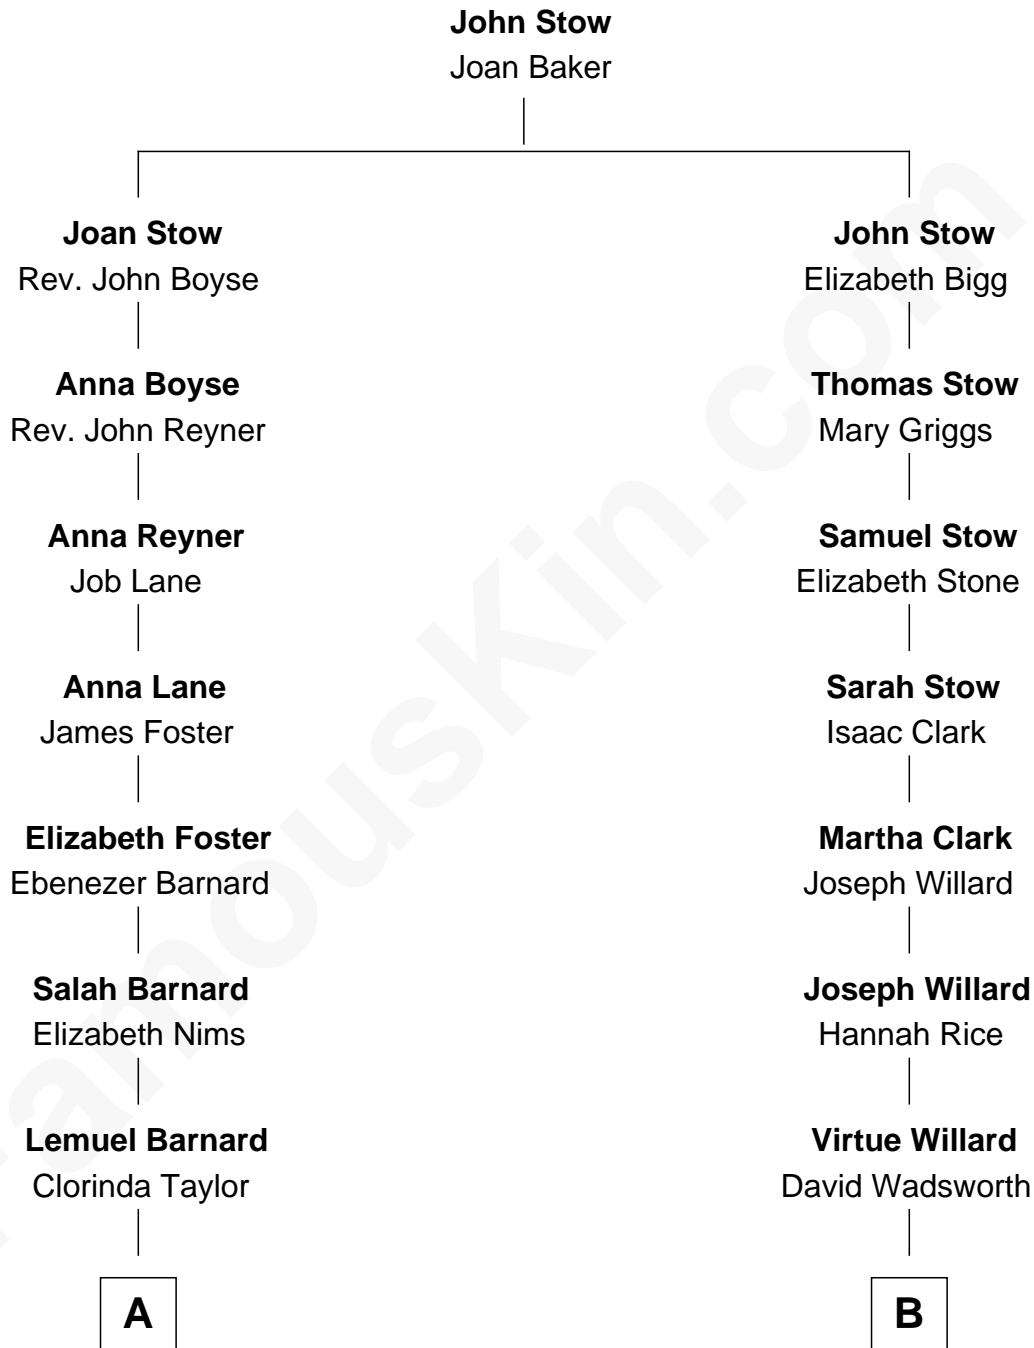 John Stow
Joan Baker
Joan Stow
Rev. John Boyse
John Stow
Elizabeth Bigg
Anna Boyse
Rev. John Reyner
Thomas Stow
Mary Griggs
Anna Reyner
Job Lane
Samuel Stow
Elizabeth Stone
Anna Lane
James Foster
Sarah Stow
Isaac Clark
Elizabeth Foster
Ebenezer Barnard
Martha Clark
Joseph Willard
Salah Barnard
Elizabeth Nims
Joseph Willard
Hannah Rice
Lemuel Barnard
Clorinda Taylor
Virtue Willard
David Wadsworth
A
B
FamousKin.com